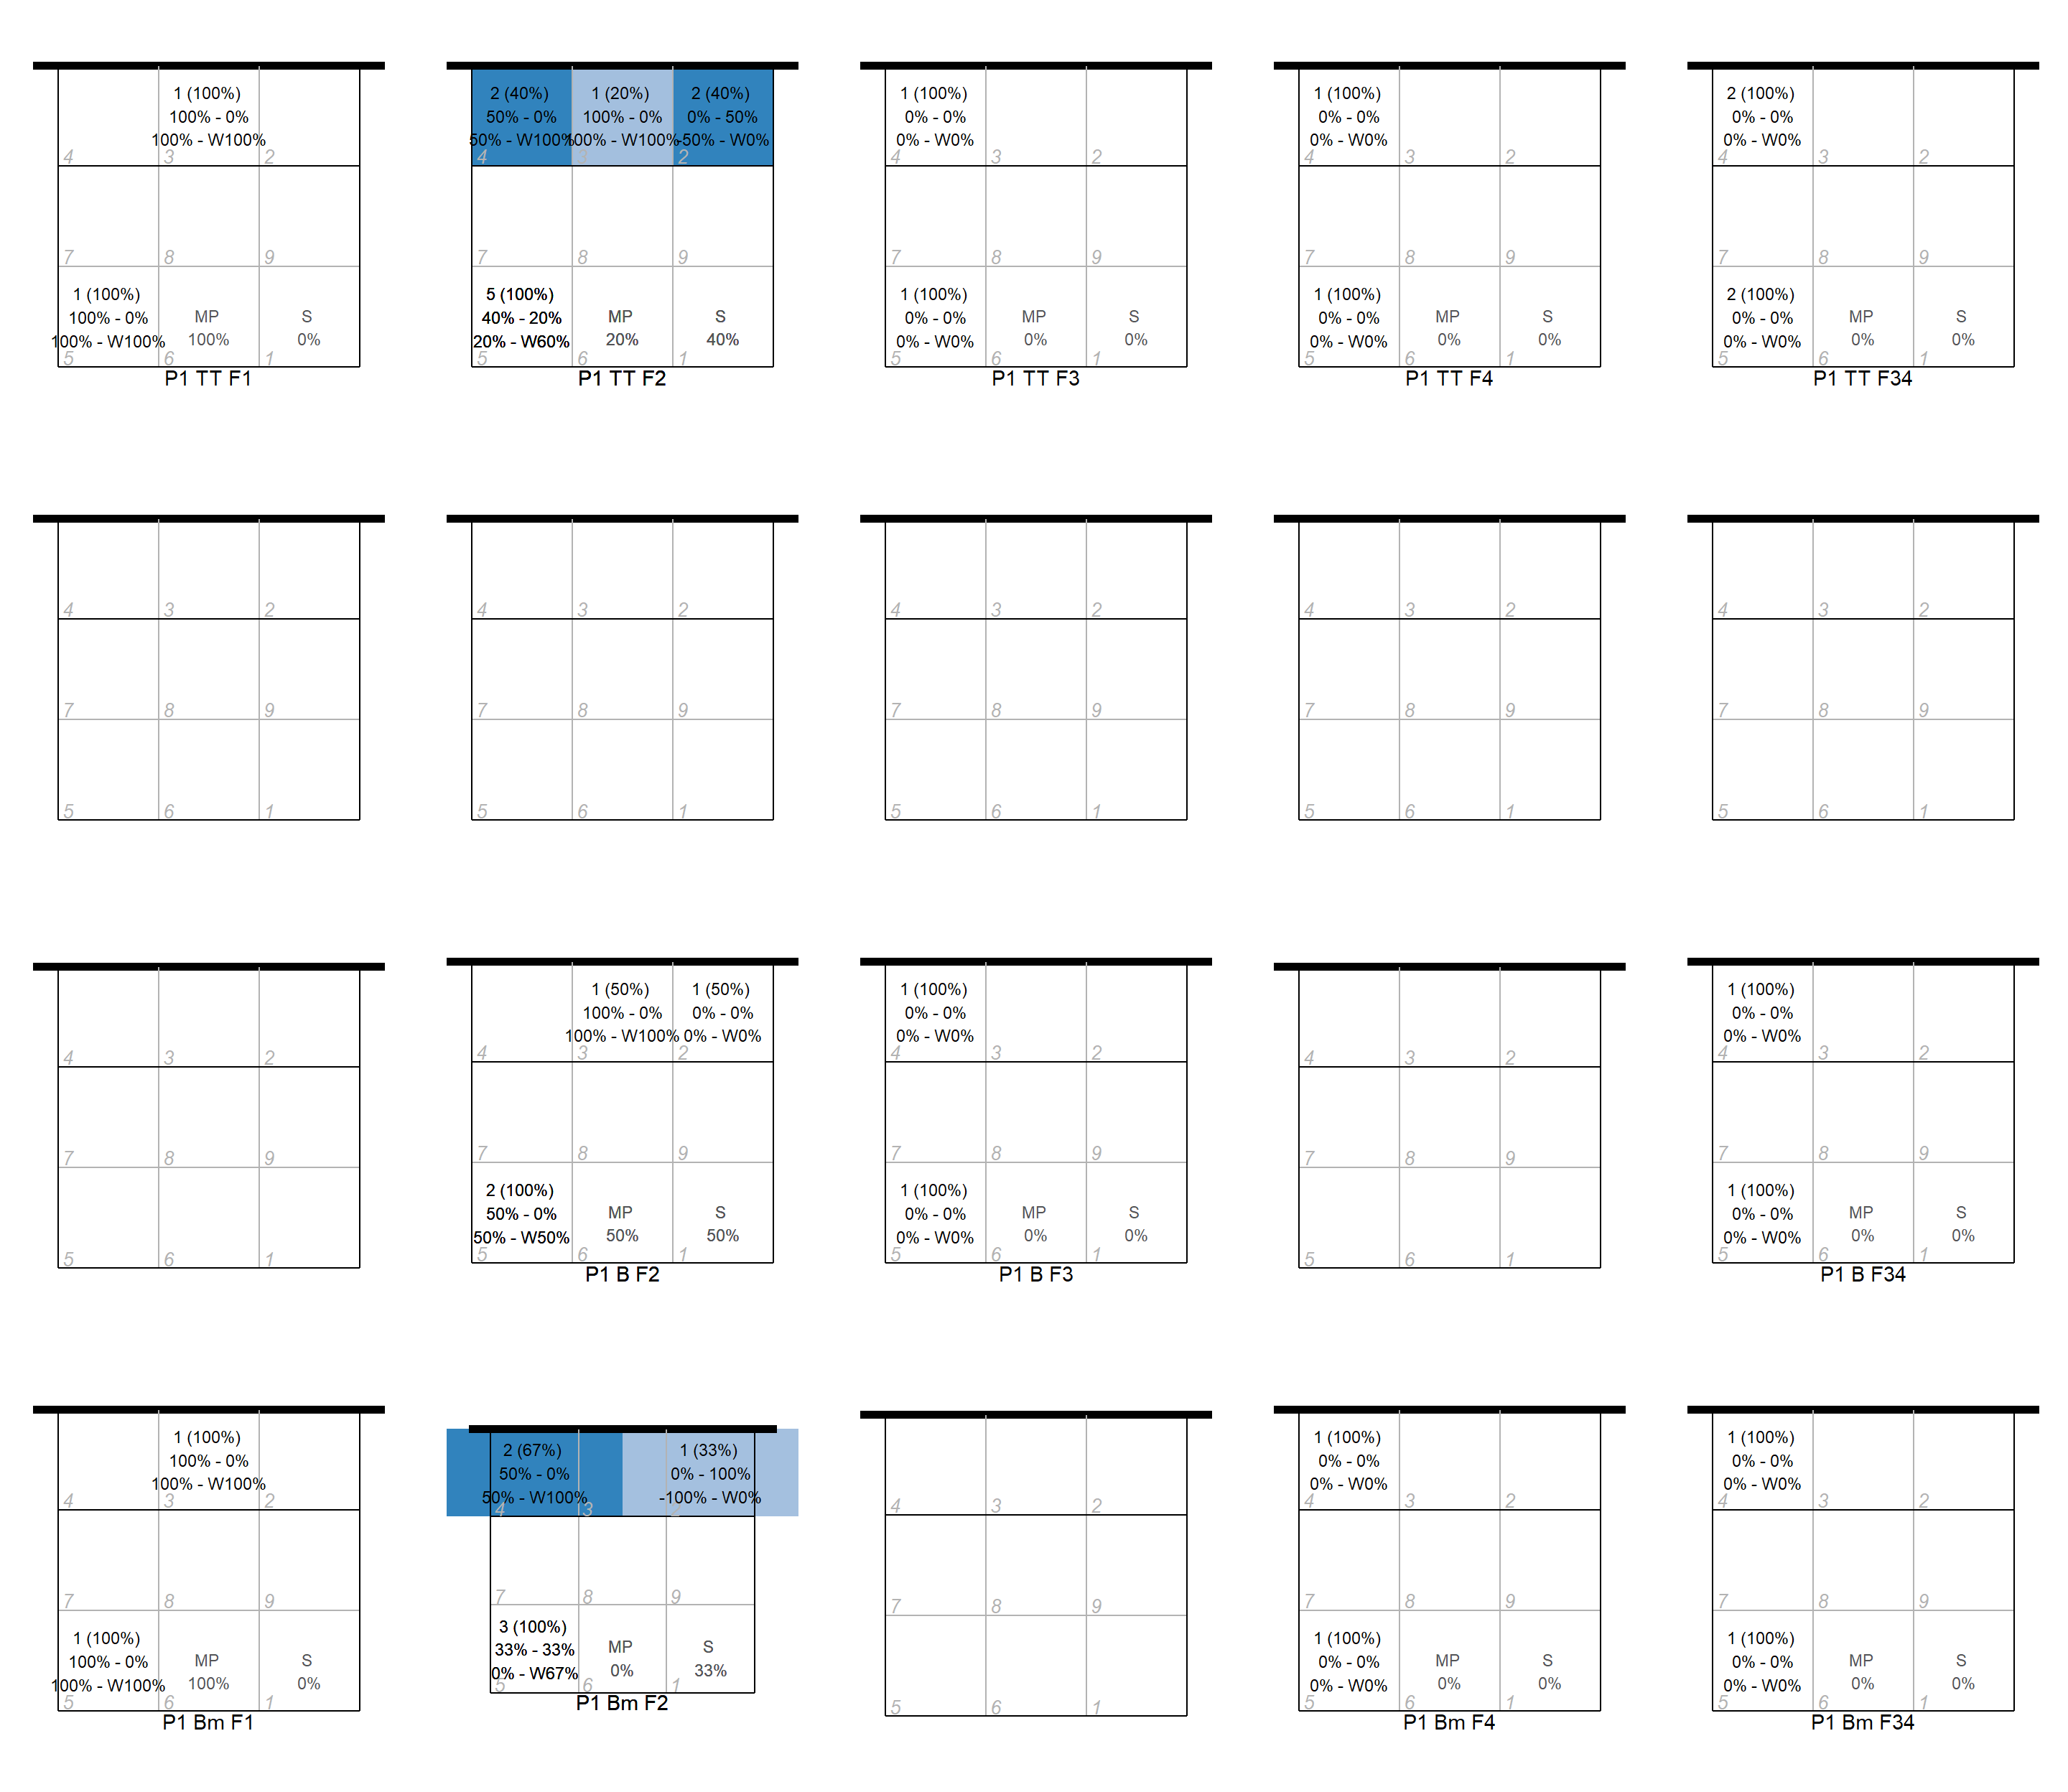 1 (100%)
100% - 0%
100% - W100%
4 3 2
7 8 9
1 (100%)
100% - 0%
100% - W100%
MP
100%
S
0%
5 6 1
P1 TT F1
2 (40%)
50% - 0%
50% - W100%
1 (20%)
100% - 0%
100% - W100%
2 (40%)
0% - 50%
-50% - W0%
4 3 2
7 8 9
5 (100%)
40% - 20%
20% - W60%
MP
20%
S
40%
5 6 1
P1 TT F2
1 (100%)
0% - 0%
0% - W0%
4 3 2
7 8 9
1 (100%)
0% - 0%
0% - W0%
MP
0%
S
0%
5 6 1
P1 TT F3
1 (100%)
0% - 0%
0% - W0%
4 3 2
7 8 9
1 (100%)
0% - 0%
0% - W0%
MP
0%
S
0%
5 6 1
P1 TT F4
2 (100%)
0% - 0%
0% - W0%
4 3 2
7 8 9
2 (100%)
0% - 0%
0% - W0%
MP
0%
S
0%
5 6 1
P1 TT F34
4 3 2
7 8 9
5 6 1
4 3 2
7 8 9
5 6 1
4 3 2
7 8 9
5 6 1
4 3 2
7 8 9
5 6 1
4 3 2
7 8 9
5 6 1
4 3 2
7 8 9
5 6 1
1 (50%)
100% - 0%
100% - W100%
1 (50%)
0% - 0%
0% - W0%
4 3 2
7 8 9
2 (100%)
50% - 0%
50% - W50%
MP
50%
S
50%
5 6 1
P1 B F2
1 (100%)
0% - 0%
0% - W0%
4 3 2
7 8 9
1 (100%)
0% - 0%
0% - W0%
MP
0%
S
0%
5 6 1
P1 B F3
4 3 2
7 8 9
5 6 1
1 (100%)
0% - 0%
0% - W0%
4 3 2
7 8 9
1 (100%)
0% - 0%
0% - W0%
MP
0%
S
0%
5 6 1
P1 B F34
1 (100%)
100% - 0%
100% - W100%
4 3 2
7 8 9
1 (100%)
100% - 0%
100% - W100%
MP
100%
S
0%
5 6 1
P1 Bm F1
2 (67%)
50% - 0%
50% - W100%
1 (33%)
0% - 100%
-100% - W0%
4 3 2
7 8 9
3 (100%)
33% - 33%
0% - W67%
MP
0%
S
33%
5 6 1
P1 Bm F2
4 3 2
7 8 9
5 6 1
1 (100%)
0% - 0%
0% - W0%
4 3 2
7 8 9
1 (100%)
0% - 0%
0% - W0%
MP
0%
S
0%
5 6 1
P1 Bm F4
1 (100%)
0% - 0%
0% - W0%
4 3 2
7 8 9
1 (100%)
0% - 0%
0% - W0%
MP
0%
S
0%
5 6 1
P1 Bm F34